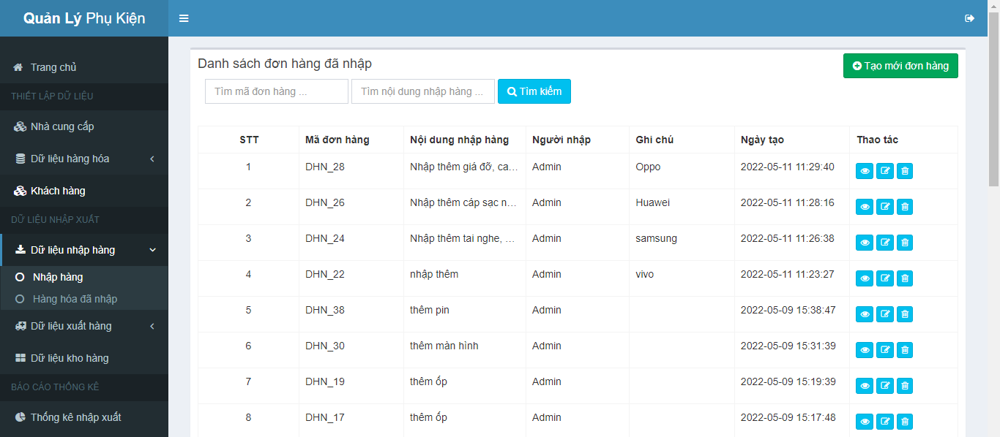 Quản Lý Phụ Kiện
Trang chủ
THIẾT LẬP DỮ LIỆU
Nhà cung cấp
Dữ liệu hàng hóa
Khách hàng
DỮ LIỆU NHẬP XUẤT
Dữ liệu nhập hàng
Nhập hàng
Hàng hóa đã nhập
Dữ liệu xuất hàng
Dữ liệu kho hàng
BÁO CÁO THỐNG KÊ
Thống kê nhập xuất
Danh sách đơn hàng đã nhập
Tạo mới đơn hàng
Tìm mã đơn hàng ... Tìm nội dung nhập hàng ... Tìm kiếm
STT Mã đơn hàng Nội dung nhập hàng Người nhập Ghi chú Ngày tạo Thao tác
1 DHN_28 Nhập thêm giá đỡ, ca... Admin Oppo 2022-05-11 11:29:40
2 DHN_26 Nhập thêm cáp sạc n... Admin Huawei 2022-05-11 11:28:16
3 DHN_24 Nhập thêm tai nghe, ... Admin samsung 2022-05-11 11:26:38
4 DHN_22 nhập thêm Admin vivo 2022-05-11 11:23:27
5 DHN_38 thêm pin Admin 2022-05-09 15:38:47
6 DHN_30 thêm màn hình Admin 2022-05-09 15:31:39
7 DHN_19 thêm ốp Admin 2022-05-09 15:19:39
8 DHN_17 thêm ốp Admin 2022-05-09 15:17:48